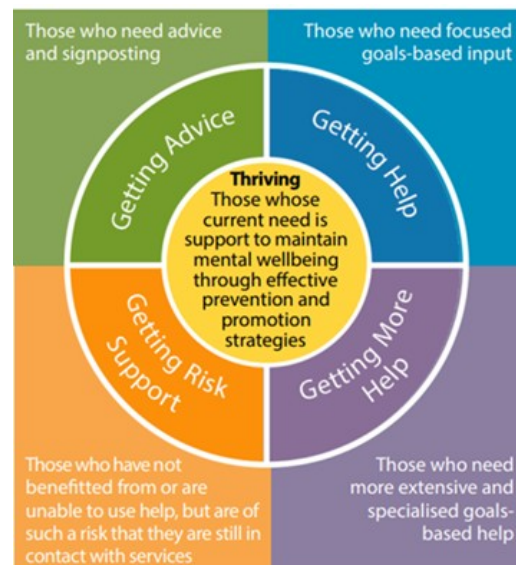 Those who need advice
and signposting
Those who need focused
goals-based input
Getting Advice
Getting Help
Thriving
Those whose
current need is
support to maintain
mental wellbeing
through effective
prevention and
promotion
strategies
Getting Risk
Support
Getting More
Help
Those who have not
benefitted from or are
unable to use help, but are of
such a risk that they are still in
contact with services
Those who need
more extensive and
specialised goals-
based help